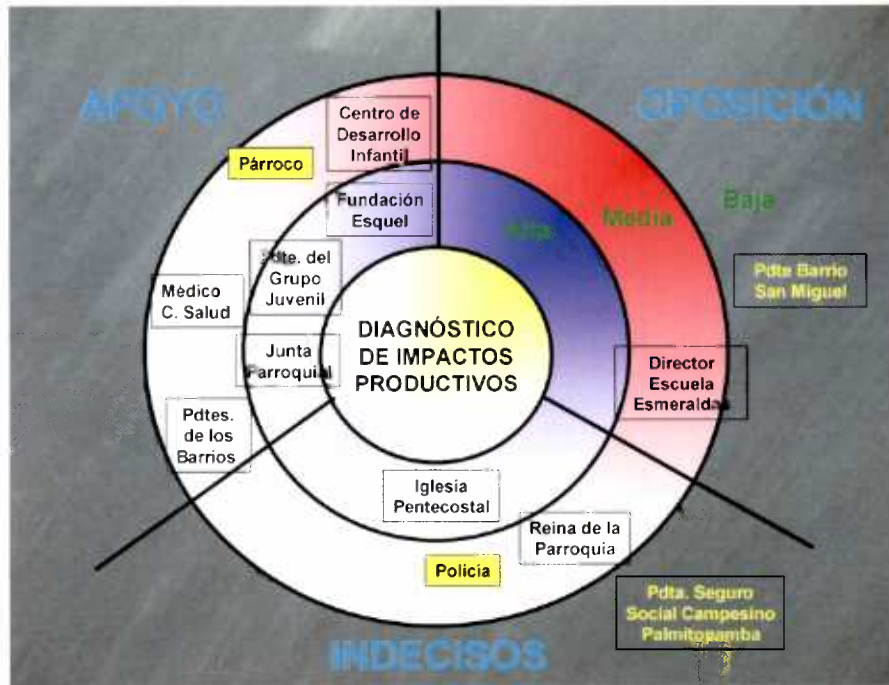 APOYO
OPOSICIÓN
Centro de
Desarrollo
Infantil
Párroco
Fundación
Esquel
Alta
Media
Baja
Pdte. del
Grupo
Juvenil
Médico
C. Salud
Pdte Barrio
San Miguel
DIAGNÓSTICO
DE IMPACTOS
PRODUCTIVOS
Junta
Parroquial
Director
Escuela
Esmeraldas
Pdtes.
de los
Barrios
Iglesia
Pentecostal
Reina de la
Parroquia
Policía
Pdta. Seguro
Social Campesino
Palmitopamba
INDECISOS